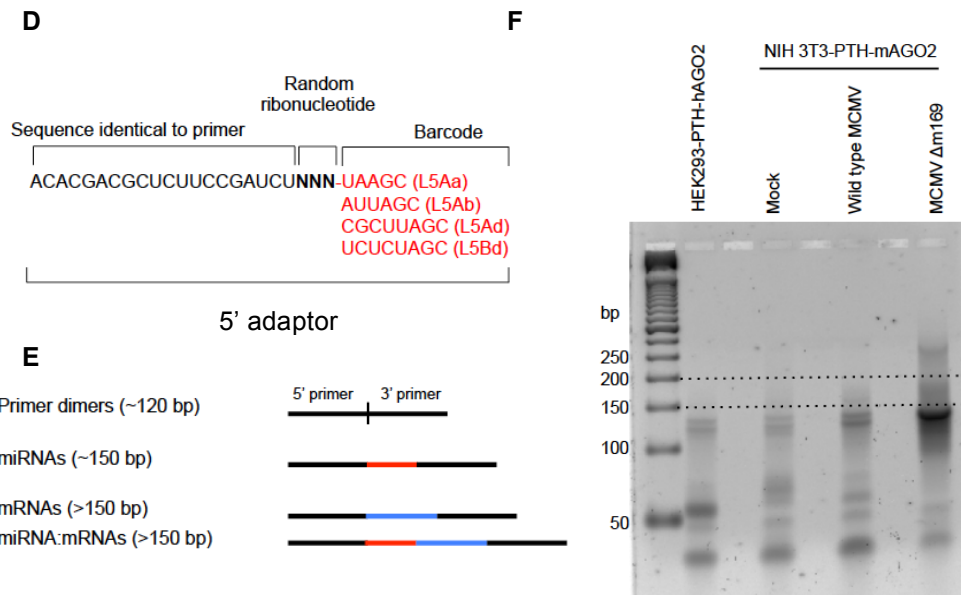 D
Random
ribonucleotide
Sequence identical to primer
Barcode
ACACGACGCUCUUCCGAUCUNNN-UAAGC (L5Aa)
AUUAGC (L5Ab)
CGCUUAGC (L5Ad)
UCUCUAGC (L5Bd)
5' adaptor
E
5' primer 3' primer
Primer dimers (~120 bp)
miRNAs (~150 bp)
mRNAs (>150 bp)
miRNA:mRNAs (>150 bp)
F
NIH 3T3-PTH-mAGO2
HEK293-PTH-hAGO2
Mock
Wild type MCMV
MCMV Δm169
bp
250
200
150
100
50